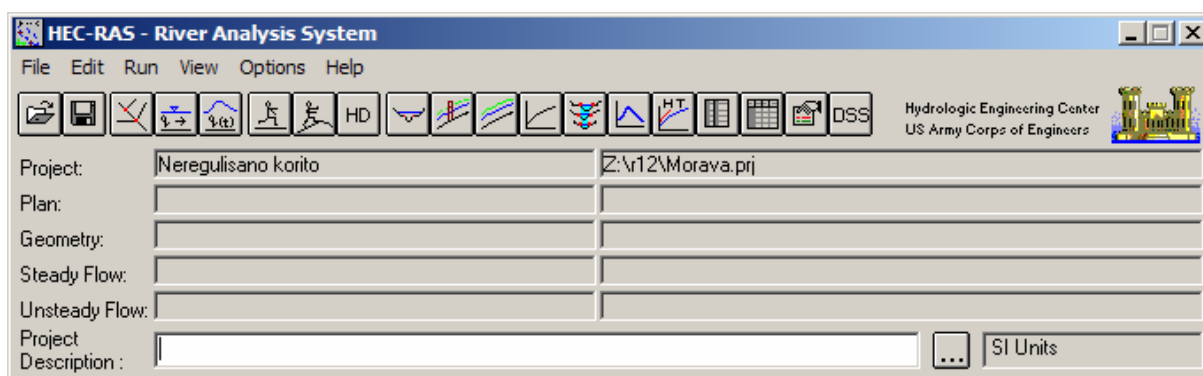 HEC-RAS - River Analysis System
File Edit Run View Options Help
HD HT DSS
Hydrologic Engineering Center
US Army Corps of Engineers
Project: Neregulisano korito Z:\r12\Morava.prj
Plan:
Geometry:
Steady Flow:
Unsteady Flow:
Project
Description : ... SI Units